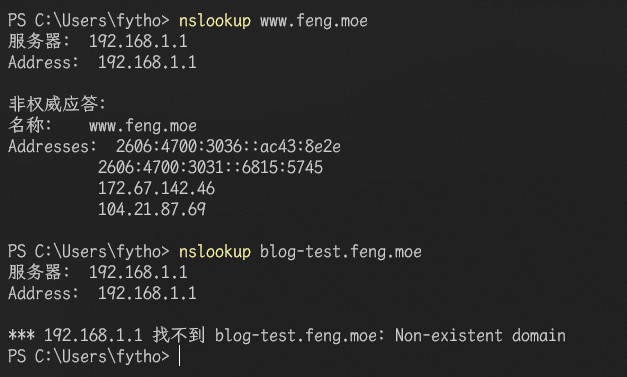 PS C:\Users\fytho> nslookup www.feng.moe
服务器:  192.168.1.1
Address:  192.168.1.1
非权威应答:
名称:    www.feng.moe
Addresses:  2606:4700:3036::ac43:8e2e
2606:4700:3031::6815:5745
172.67.142.46
104.21.87.69
PS C:\Users\fytho> nslookup blog-test.feng.moe
服务器:  192.168.1.1
Address:  192.168.1.1
*** 192.168.1.1 找不到 blog-test.feng.moe: Non-existent domain
PS C:\Users\fytho>